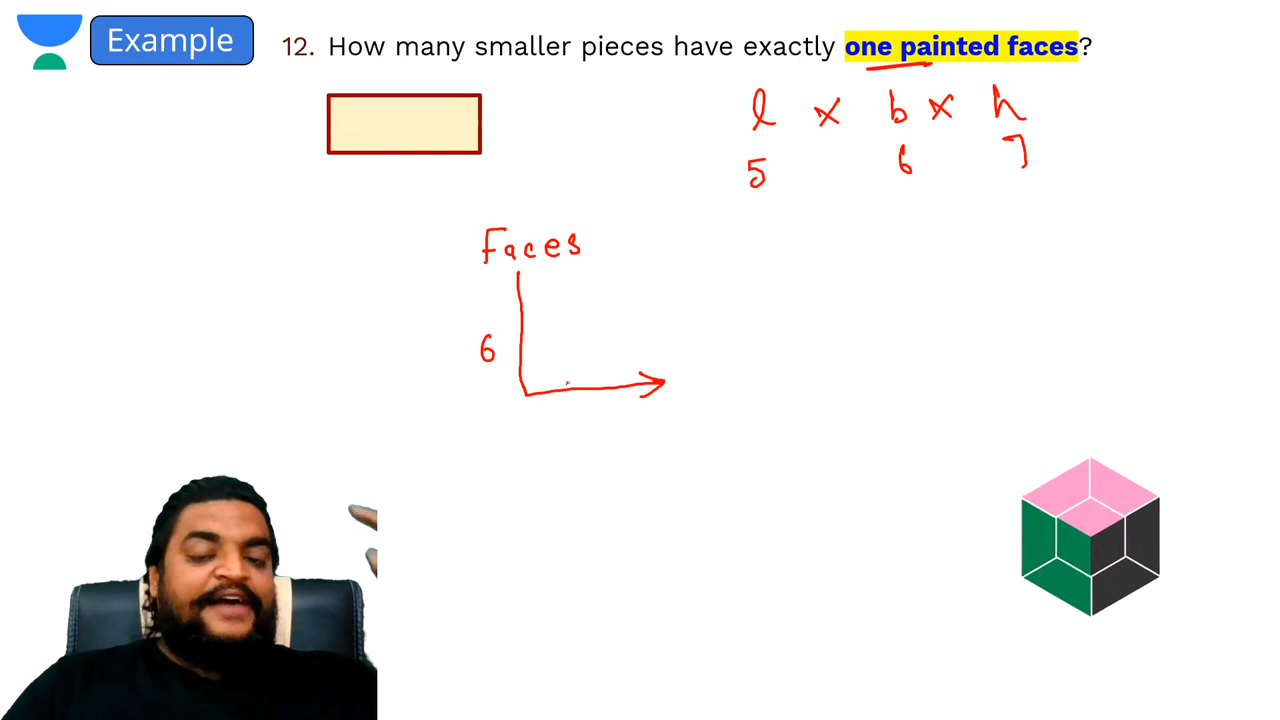 Example
12. How many smaller pieces have exactly one painted faces?
l × b × h
5 6 7
Faces
6